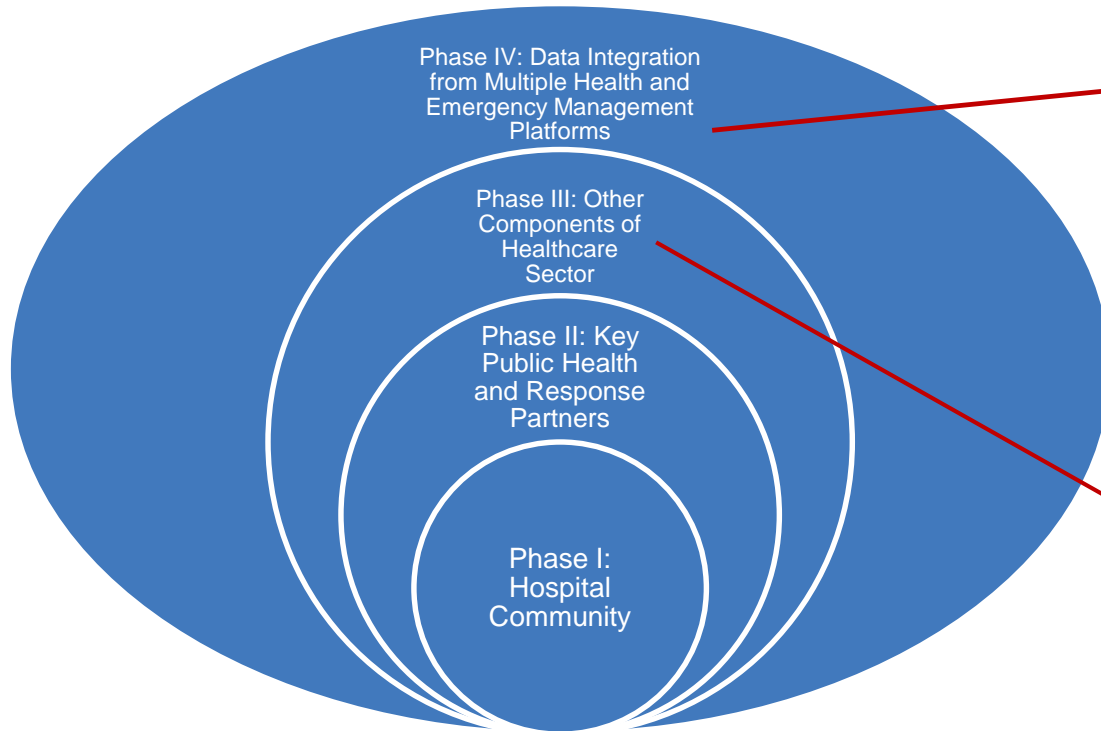 Phase IV: Data Integration
from Multiple Health and
Emergency Management
Platforms
Phase III: Other
Components of
Healthcare
Sector
Phase II: Key
Public Health
and Response
Partners
Phase I:
Hospital
Community